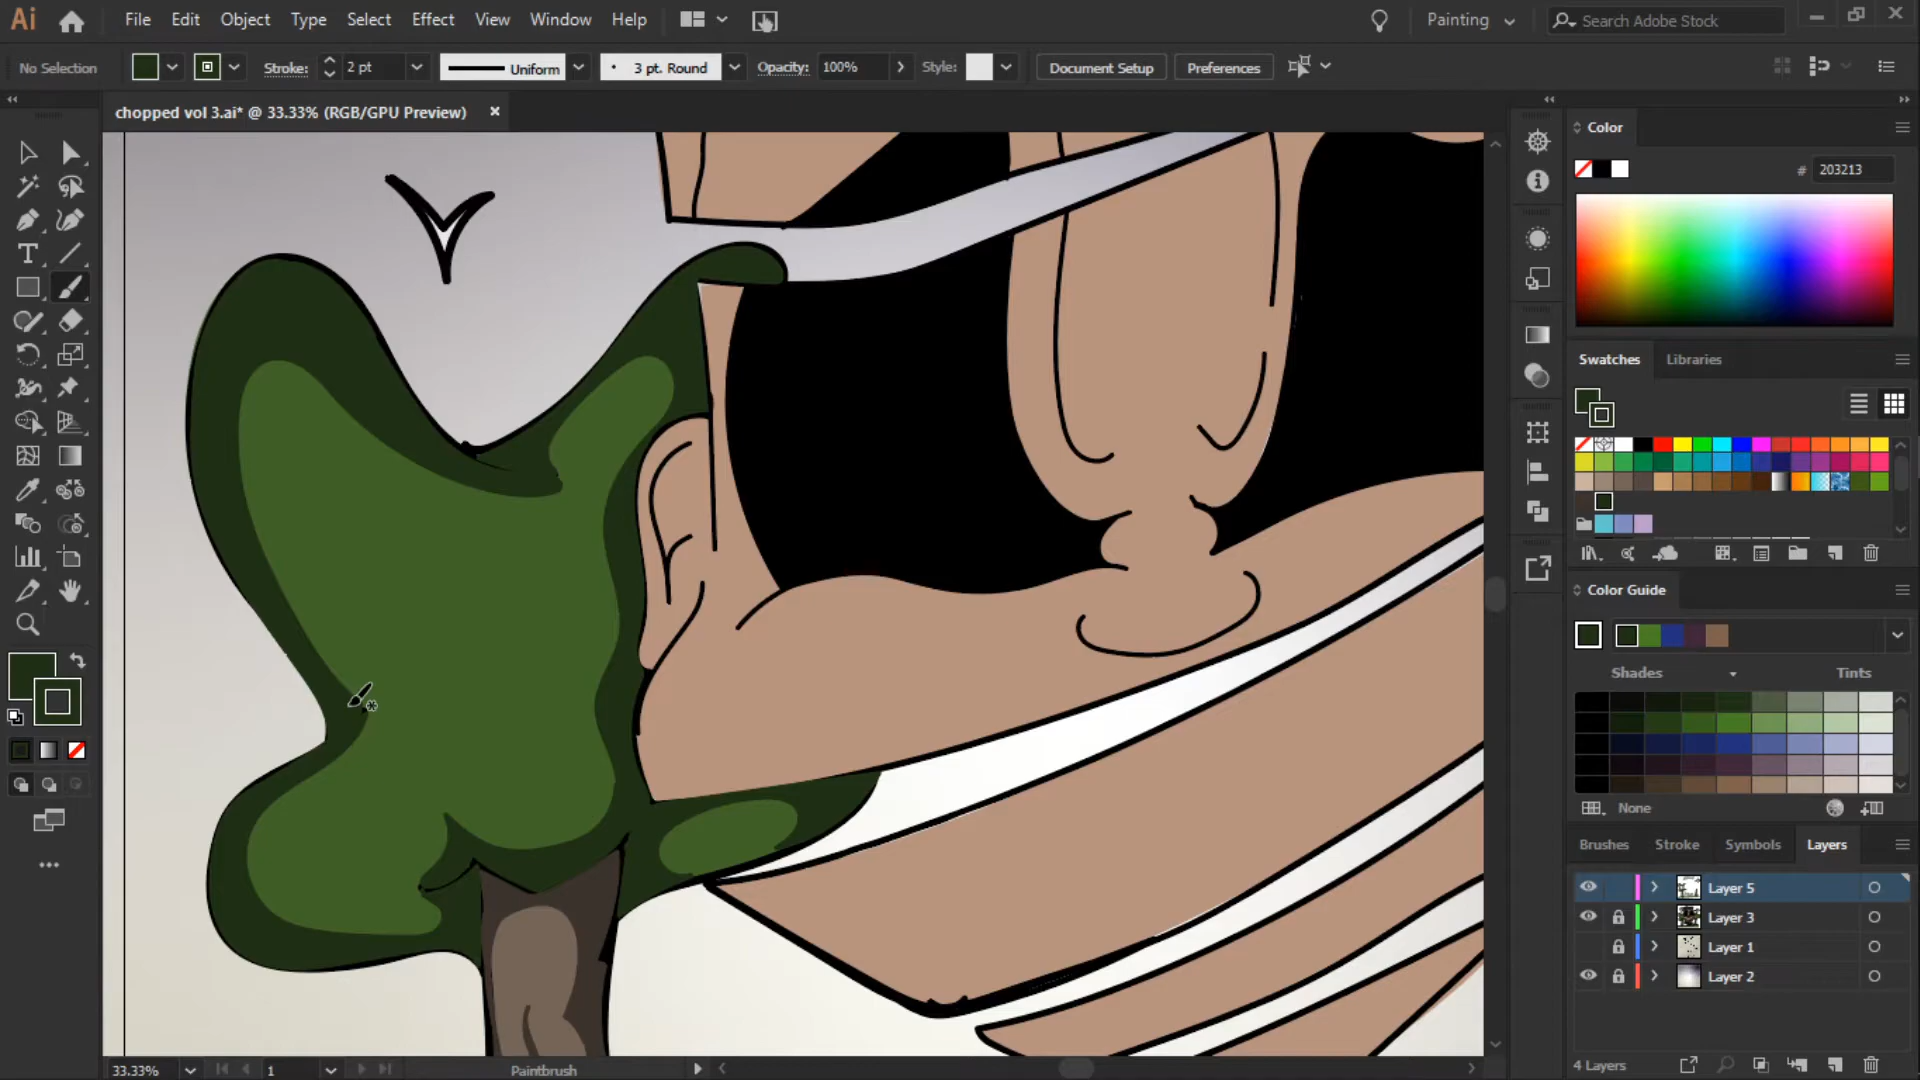 Ai File Edit Object Type Select Effect View Window Help Painting Search Adobe Stock
No Selection Stroke: 2 pt Uniform 3 pt. Round Opacity: 100% Style: Document Setup Preferences
chopped vol 3.ai* @ 33.33% (RGB/GPU Preview)
Color
# 203213
Swatches Libraries
Color Guide
Shades Tints
None
Brushes Stroke Symbols Layers
Layer 5
Layer 3
Layer 1
Layer 2
4 Layers
33.33% 1 Paintbrush